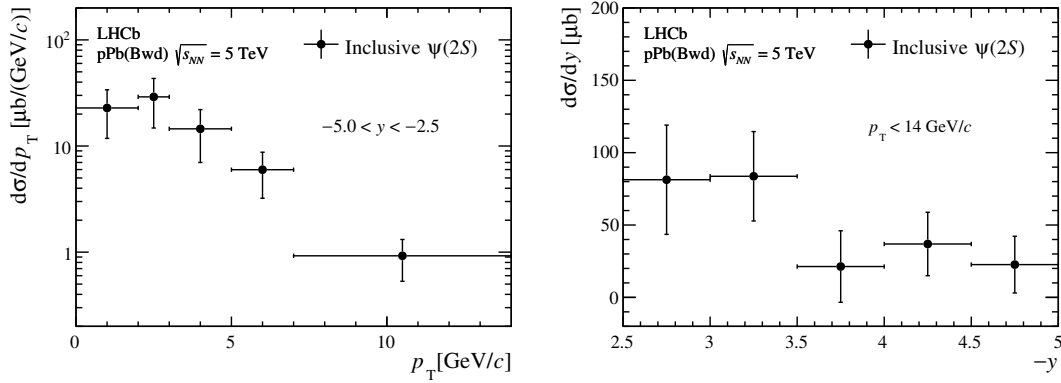 LHCb
pPb(Bwd) √s_NN = 5 TeV
Inclusive ψ(2S)
−5.0 < y < −2.5
dσ/dp_T [μb/(GeV/c)]
10²
10
1
0 5 10
p_T [GeV/c]
LHCb
pPb(Bwd) √s_NN = 5 TeV
Inclusive ψ(2S)
p_T < 14 GeV/c
dσ/dy [μb]
200
150
100
50
0
2.5 3 3.5 4 4.5 5
−y